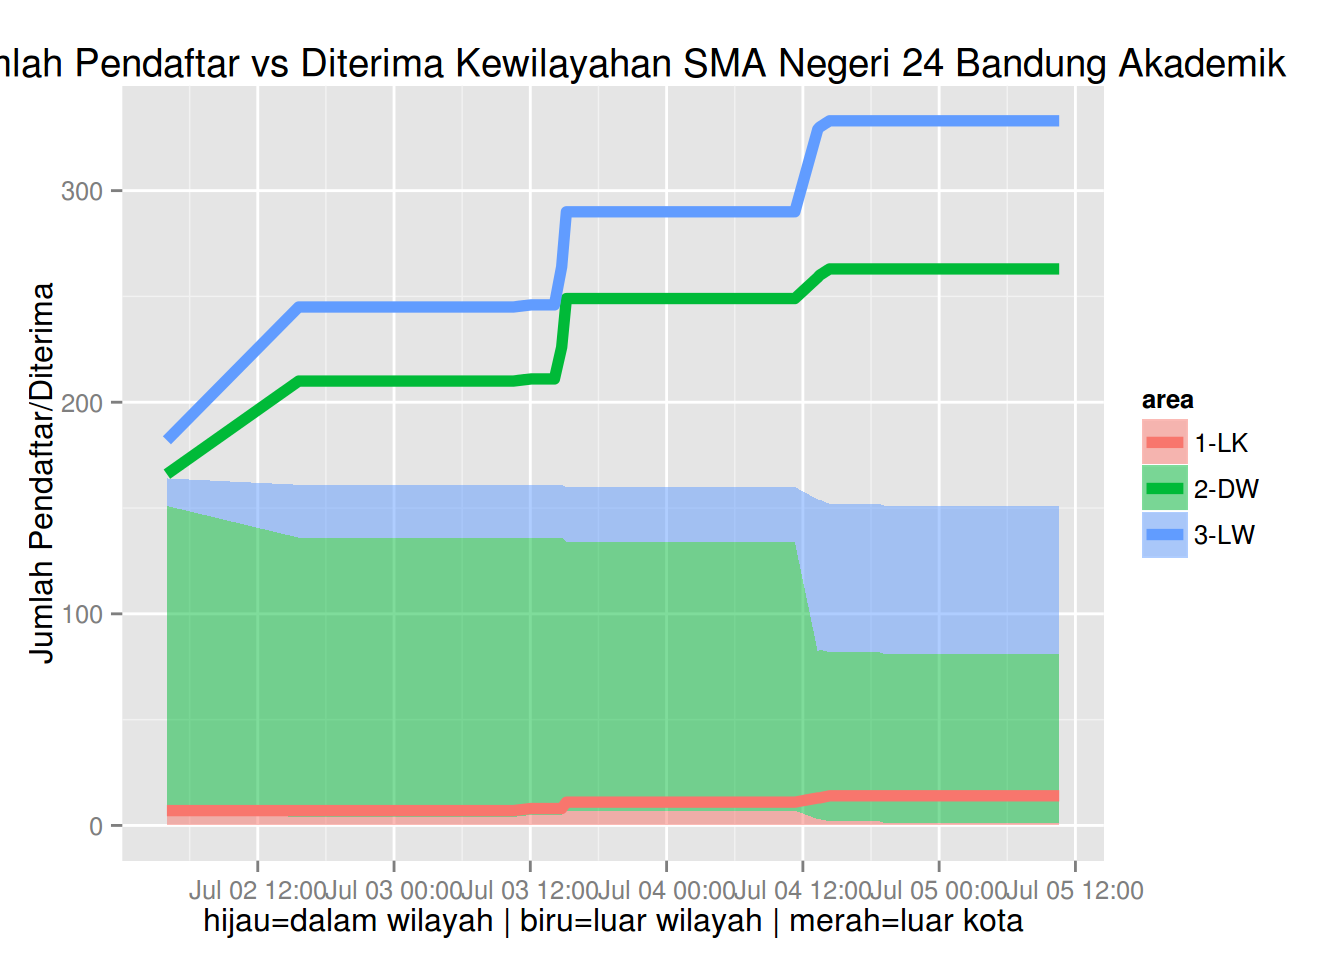 mlah Pendaftar vs Diterima Kewilayahan SMA Negeri 24 Bandung Akademik
300
200
100
0
Jumlah Pendaftar/Diterima
Jul 02 12:00 Jul 03 00:00 Jul 03 12:00 Jul 04 00:00 Jul 04 12:00 Jul 05 00:00 Jul 05 12:00
hijau=dalam wilayah | biru=luar wilayah | merah=luar kota
area
1-LK
2-DW
3-LW